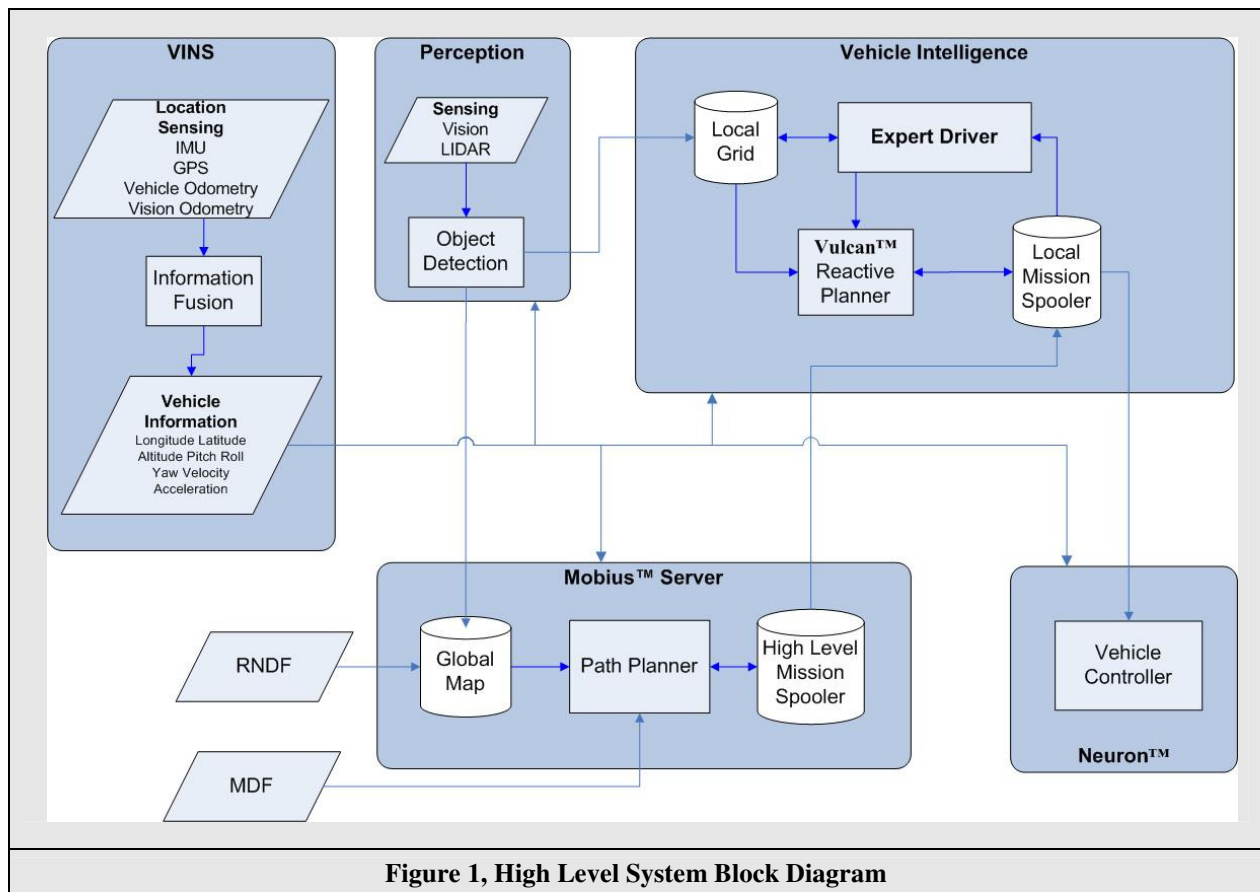 VINS
Location
Sensing
IMU
GPS
Vehicle Odometry
Vision Odometry
Information
Fusion
Vehicle
Information
Longitude Latitude
Altitude Pitch Roll
Yaw Velocity
Acceleration
Perception
Sensing
Vision
LIDAR
Object
Detection
Vehicle Intelligence
Local
Grid
Expert Driver
Vulcan™
Reactive
Planner
Local
Mission
Spooler
Mobius™ Server
Global
Map
Path Planner
High Level
Mission
Spooler
RNDF
MDF
Vehicle
Controller
Neuron™
Figure 1, High Level System Block Diagram